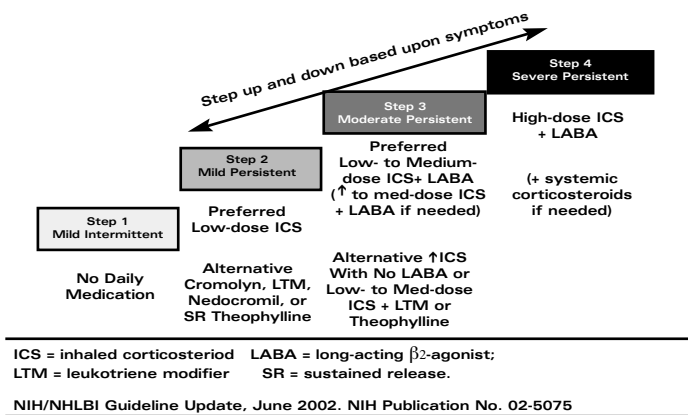 Step up and down based upon symptoms
Step 4
Severe Persistent
High-dose ICS
+ LABA
(+ systemic
corticosteroids
if needed)
Step 3
Moderate Persistent
Preferred
Low- to Medium-
dose ICS+ LABA
(↑ to med-dose ICS
+ LABA if needed)
Alternative ↑ICS
With No LABA or
Low- to Med-dose
ICS + LTM or
Theophylline
Step 2
Mild Persistent
Preferred
Low-dose ICS
Alternative
Cromolyn, LTM,
Nedocromil, or
SR Theophylline
Step 1
Mild Intermittent
No Daily
Medication
ICS = inhaled corticosteriod LABA = long-acting β2-agonist;
LTM = leukotriene modifier SR = sustained release.
NIH/NHLBI Guideline Update, June 2002. NIH Publication No. 02-5075